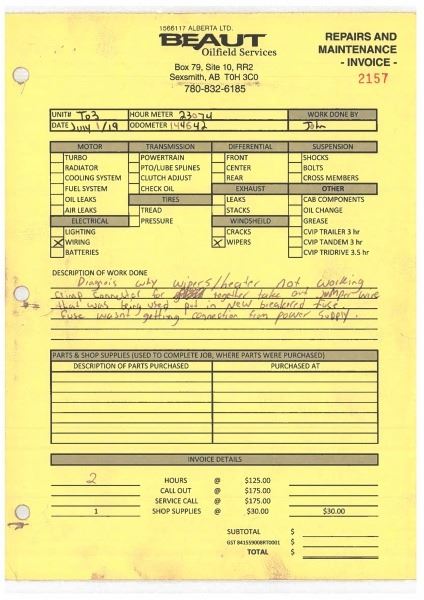 1566117 ALBERTA LTD.
BEAUT
Oilfield Services
Box 79, Site 10, RR2
Sexsmith, AB T0H 3C0
780-832-6185
REPAIRS AND
MAINTENANCE
- INVOICE -
2157
UNIT# T03 HOUR METER 23074 WORK DONE BY
DATE July 1/19 ODOMETER 144642 John
MOTOR TRANSMISSION DIFFERENTIAL SUSPENSION
TURBO POWERTRAIN FRONT SHOCKS
RADIATOR PTO/LUBE SPLINES CENTER BOLTS
COOLING SYSTEM CLUTCH ADJUST REAR CROSS MEMBERS
FUEL SYSTEM CHECK OIL EXHAUST OTHER
OIL LEAKS TIRES LEAKS CAB COMPONENTS
AIR LEAKS TREAD STACKS OIL CHANGE
ELECTRICAL PRESSURE WINDSHEILD GREASE
LIGHTING CRACKS CVIP TRAILER 3 hr
X WIRING X WIPERS CVIP TANDEM 3 hr
BATTERIES CVIP TRIDRIVE 3.5 hr
DESCRIPTION OF WORK DONE
Diagnois why wipers/heater not working
crimp connector for together take out jumper wire
that was being used put in new breakered fuse.
Fuse wasnt getting connection from power supply.
PARTS & SHOP SUPPLIES (USED TO COMPLETE JOB, WHERE PARTS WERE PURCHASED)
DESCRIPTION OF PARTS PURCHASED PURCHASED AT
INVOICE DETAILS
2 HOURS @ $125.00
CALL OUT @ $175.00
SERVICE CALL @ $175.00
1 SHOP SUPPLIES @ $30.00 $30.00
SUBTOTAL $
GST 841559008RT0001 $
TOTAL $